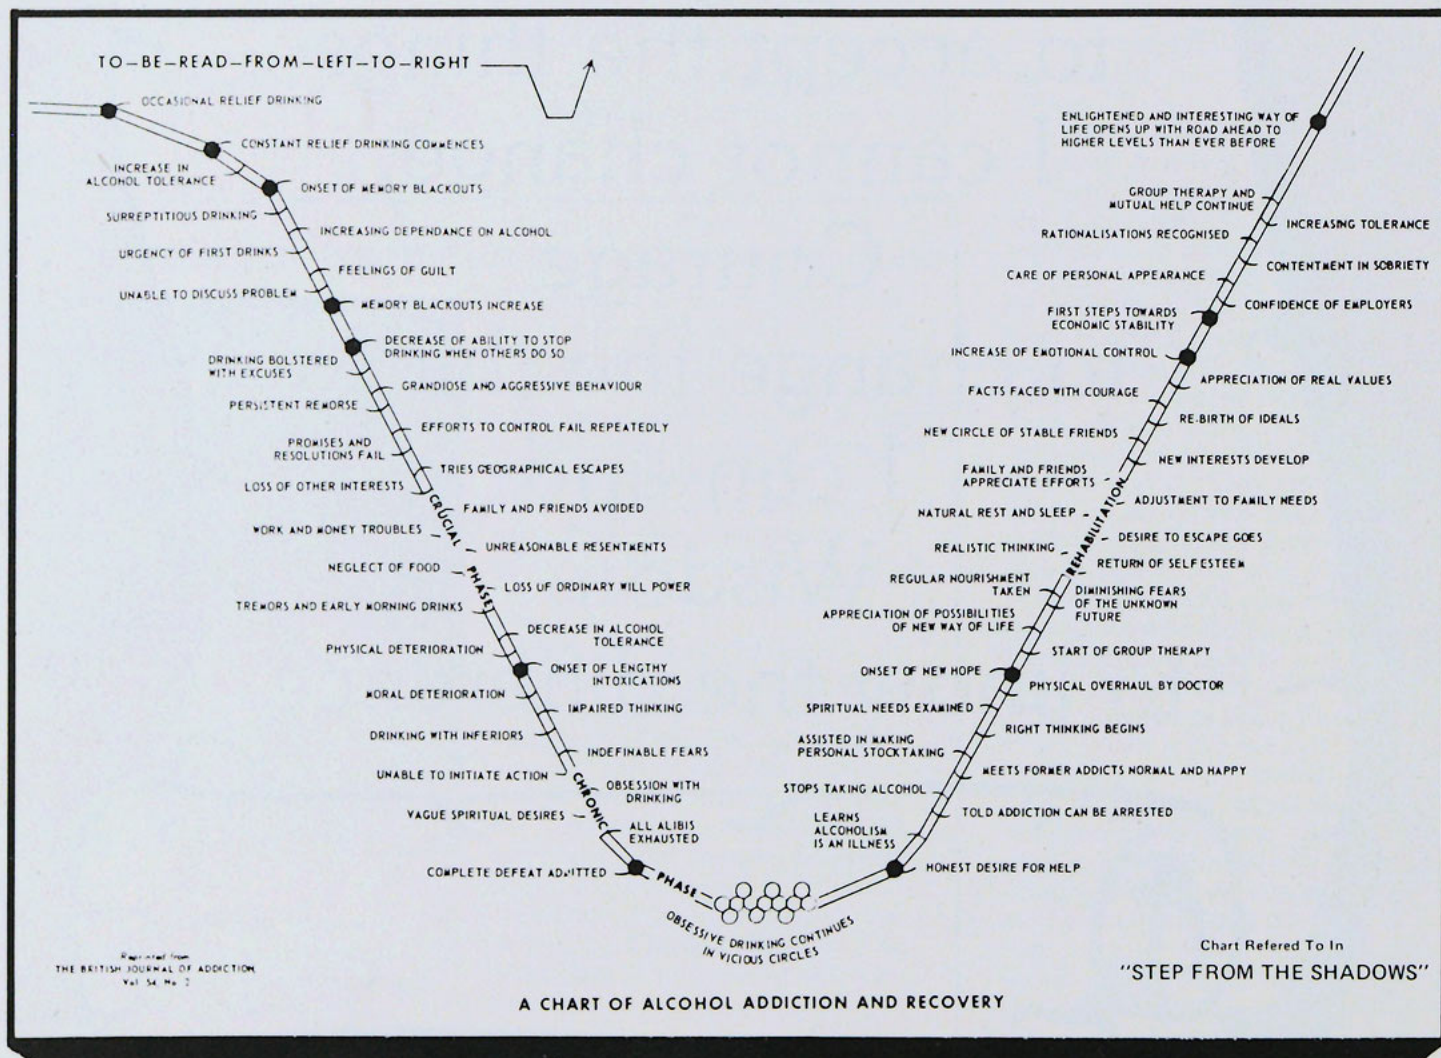 TO-BE-READ-FROM-LEFT-TO-RIGHT
OCCASIONAL RELIEF DRINKING
CONSTANT RELIEF DRINKING COMMENCES
INCREASE IN
ALCOHOL TOLERANCE
ONSET OF MEMORY BLACKOUTS
SURREPTITIOUS DRINKING
INCREASING DEPENDANCE ON ALCOHOL
URGENCY OF FIRST DRINKS
FEELINGS OF GUILT
UNABLE TO DISCUSS PROBLEM
MEMORY BLACKOUTS INCREASE
DECREASE OF ABILITY TO STOP
DRINKING WHEN OTHERS DO SO
DRINKING BOLSTERED
WITH EXCUSES
GRANDIOSE AND AGGRESSIVE BEHAVIOUR
PERSISTENT REMORSE
EFFORTS TO CONTROL FAIL REPEATEDLY
PROMISES AND
RESOLUTIONS FAIL
TRIES GEOGRAPHICAL ESCAPES
LOSS OF OTHER INTERESTS
CRUCIAL PHASE
FAMILY AND FRIENDS AVOIDED
WORK AND MONEY TROUBLES
UNREASONABLE RESENTMENTS
NEGLECT OF FOOD
LOSS OF ORDINARY WILL POWER
TREMORS AND EARLY MORNING DRINKS
DECREASE IN ALCOHOL
TOLERANCE
PHYSICAL DETERIORATION
ONSET OF LENGTHY
INTOXICATIONS
MORAL DETERIORATION
IMPAIRED THINKING
DRINKING WITH INFERIORS
INDEFINABLE FEARS
UNABLE TO INITIATE ACTION
CHRONIC PHASE
OBSESSION WITH
DRINKING
VAGUE SPIRITUAL DESIRES
ALL ALIBIS
EXHAUSTED
COMPLETE DEFEAT ADMITTED
OBSESSIVE DRINKING CONTINUES
IN VICIOUS CIRCLES
ENLIGHTENED AND INTERESTING WAY OF
LIFE OPENS UP WITH ROAD AHEAD TO
HIGHER LEVELS THAN EVER BEFORE
GROUP THERAPY AND
MUTUAL HELP CONTINUE
INCREASING TOLERANCE
RATIONALISATIONS RECOGNISED
CONTENTMENT IN SOBRIETY
CARE OF PERSONAL APPEARANCE
CONFIDENCE OF EMPLOYERS
FIRST STEPS TOWARDS
ECONOMIC STABILITY
INCREASE OF EMOTIONAL CONTROL
APPRECIATION OF REAL VALUES
FACTS FACED WITH COURAGE
RE-BIRTH OF IDEALS
NEW CIRCLE OF STABLE FRIENDS
NEW INTERESTS DEVELOP
FAMILY AND FRIENDS
APPRECIATE EFFORTS
ADJUSTMENT TO FAMILY NEEDS
REHABILITATION
NATURAL REST AND SLEEP
DESIRE TO ESCAPE GOES
REALISTIC THINKING
RETURN OF SELF ESTEEM
REGULAR NOURISHMENT
TAKEN
DIMINISHING FEARS
OF THE UNKNOWN
FUTURE
APPRECIATION OF POSSIBILITIES
OF NEW WAY OF LIFE
START OF GROUP THERAPY
ONSET OF NEW HOPE
PHYSICAL OVERHAUL BY DOCTOR
SPIRITUAL NEEDS EXAMINED
RIGHT THINKING BEGINS
ASSISTED IN MAKING
PERSONAL STOCKTAKING
MEETS FORMER ADDICTS NORMAL AND HAPPY
STOPS TAKING ALCOHOL
TOLD ADDICTION CAN BE ARRESTED
LEARNS
ALCOHOLISM
IS AN ILLNESS
HONEST DESIRE FOR HELP
Reprinted from
THE BRITISH JOURNAL OF ADDICTION
Vol 54 No 2
Chart Refered To In
"STEP FROM THE SHADOWS"
A CHART OF ALCOHOL ADDICTION AND RECOVERY